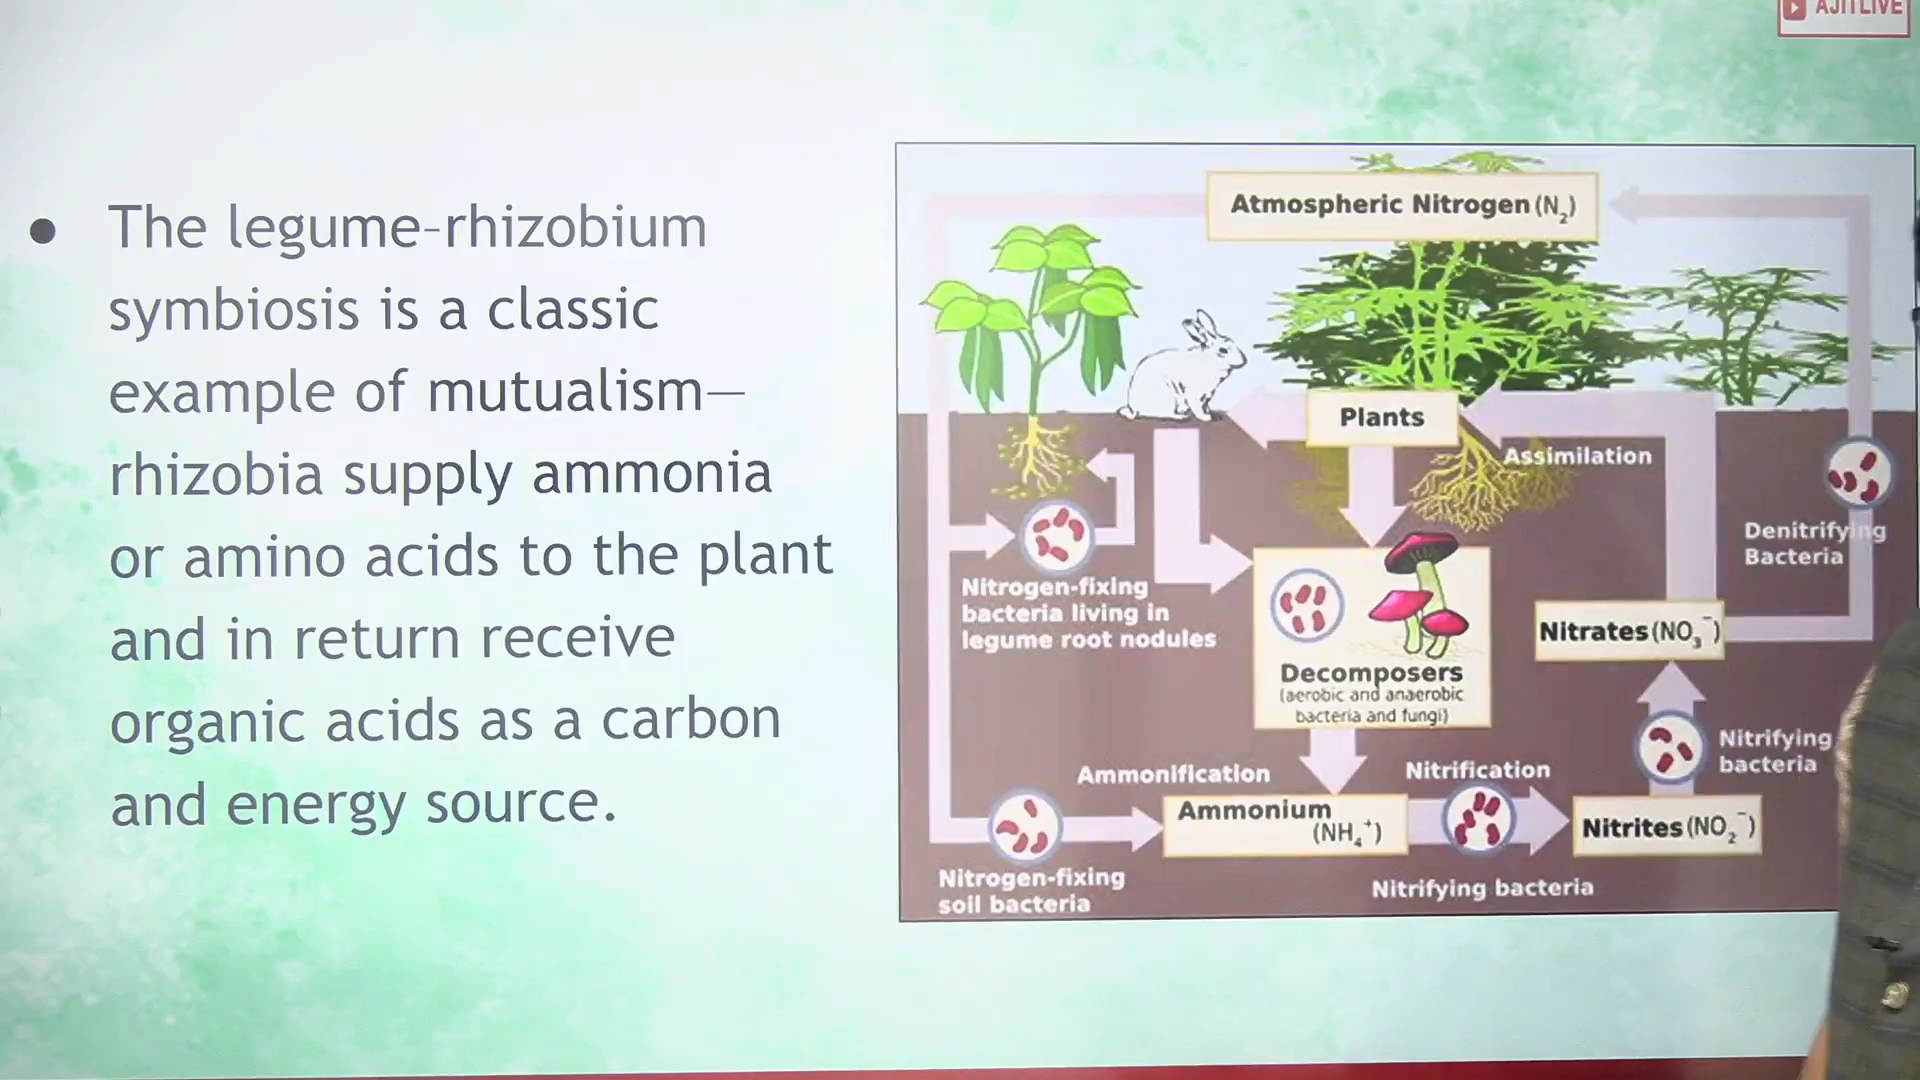 AJITLIVE
• The legume-rhizobium
symbiosis is a classic
example of mutualism—
rhizobia supply ammonia
or amino acids to the plant
and in return receive
organic acids as a carbon
and energy source.
Atmospheric Nitrogen (N₂)
Plants
Assimilation
Denitrifying
Bacteria
Nitrogen-fixing
bacteria living in
legume root nodules
Decomposers
(aerobic and anaerobic
bacteria and fungi)
Nitrates (NO₃⁻)
Nitrifying
bacteria
Ammonification
Nitrification
Ammonium
(NH₄⁺)
Nitrites (NO₂⁻)
Nitrogen-fixing
soil bacteria
Nitrifying bacteria